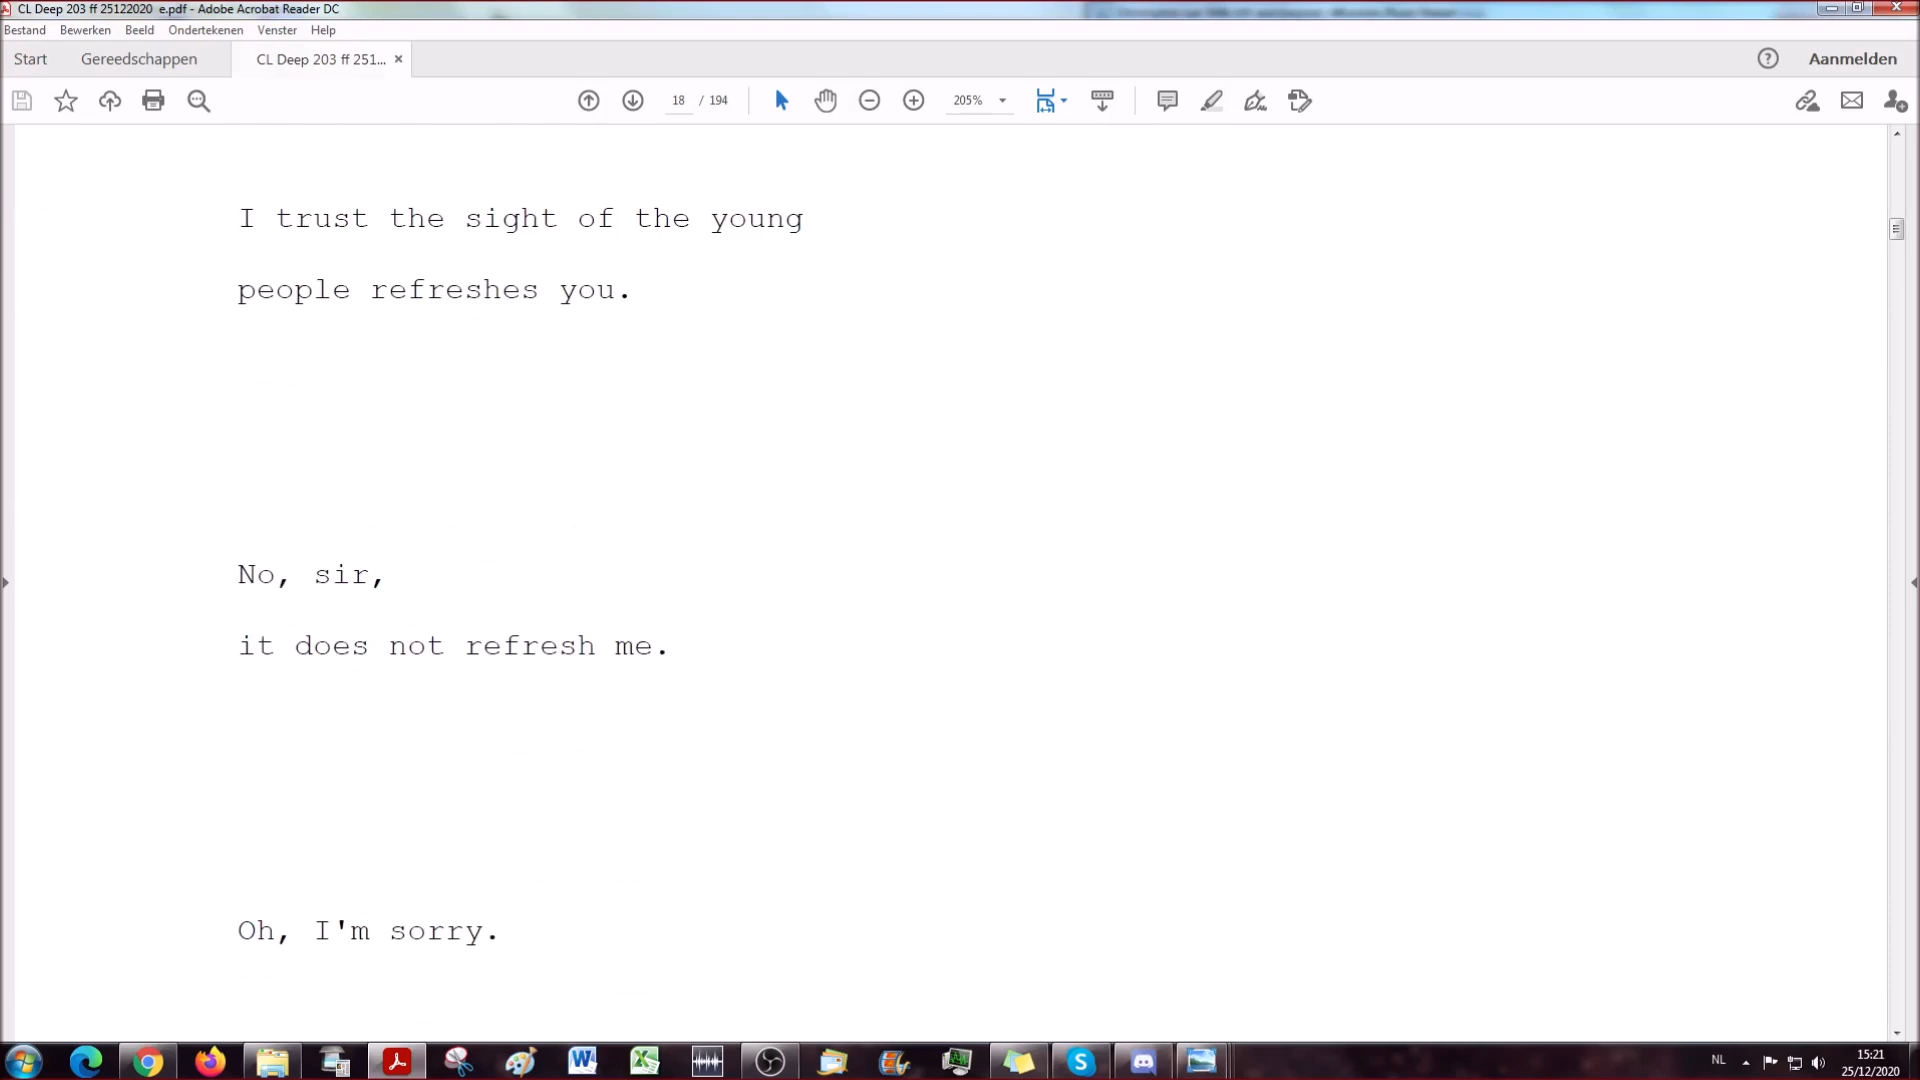 CL Deep 203 ff 25122020 e.pdf - Adobe Acrobat Reader DC
Bestand Bewerken Beeld Ondertekenen Venster Help
Start Gereedschappen CL Deep 203 ff 251... × Aanmelden
18 / 194 205%
I trust the sight of the young
people refreshes you.
No, sir,
it does not refresh me.
Oh, I'm sorry.
NL 15:21
25/12/2020